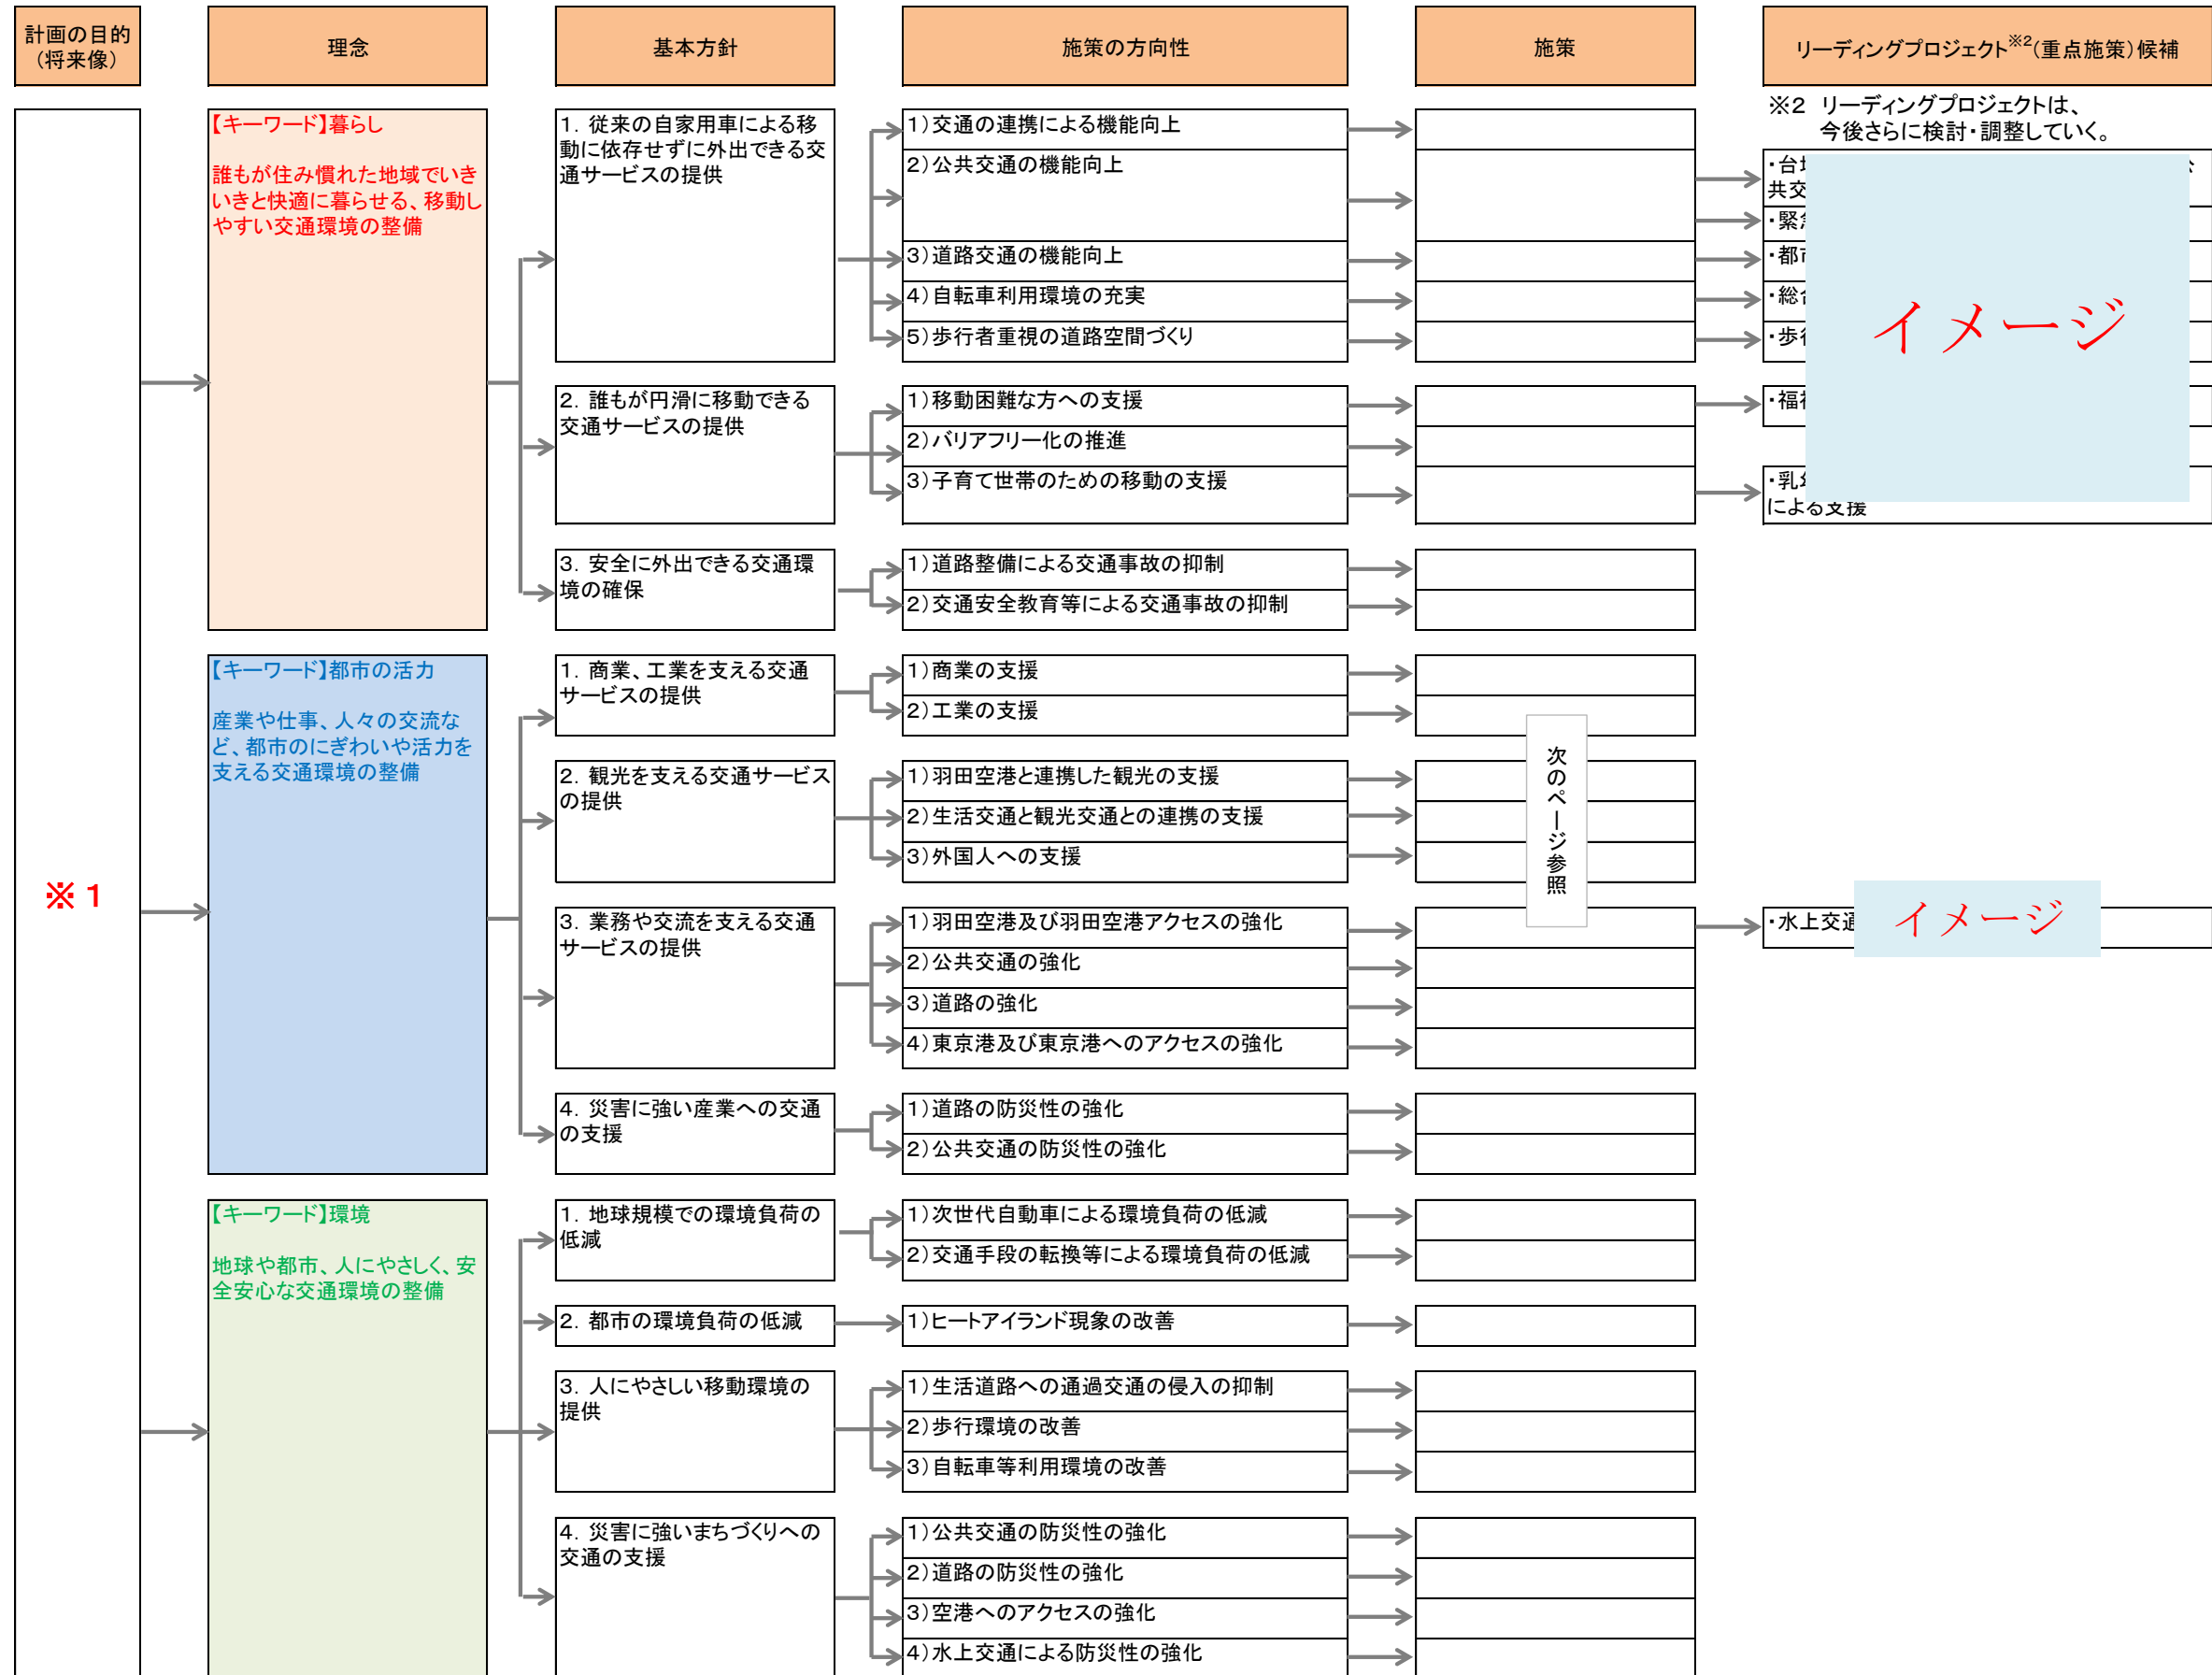 計画の目的
(将来像)
理念
基本方針
施策の方向性
施策
リーディングプロジェクト※2(重点施策)候補
※2 リーディングプロジェクトは、
今後さらに検討・調整していく。
※1
【キーワード】暮らし
誰もが住み慣れた地域でいき
いきと快適に暮らせる、移動し
やすい交通環境の整備
1. 従来の自家用車による移
動に依存せずに外出できる交
通サービスの提供
1)交通の連携による機能向上
2)公共交通の機能向上
3)道路交通の機能向上
4)自転車利用環境の充実
5)歩行者重視の道路空間づくり
・台
共交
・緊
・都
・総
・歩
イメージ
2. 誰もが円滑に移動できる
交通サービスの提供
1)移動困難な方への支援
2)バリアフリー化の推進
3)子育て世帯のための移動の支援
・福
・乳
による支援
3. 安全に外出できる交通環
境の確保
1)道路整備による交通事故の抑制
2)交通安全教育等による交通事故の抑制
【キーワード】都市の活力
産業や仕事、人々の交流な
ど、都市のにぎわいや活力を
支える交通環境の整備
1. 商業、工業を支える交通
サービスの提供
1)商業の支援
2)工業の支援
次のページ参照
2. 観光を支える交通サービス
の提供
1)羽田空港と連携した観光の支援
2)生活交通と観光交通との連携の支援
3)外国人への支援
3. 業務や交流を支える交通
サービスの提供
1)羽田空港及び羽田空港アクセスの強化
2)公共交通の強化
3)道路の強化
4)東京港及び東京港へのアクセスの強化
・水上交通
イメージ
4. 災害に強い産業への交通
の支援
1)道路の防災性の強化
2)公共交通の防災性の強化
【キーワード】環境
地球や都市、人にやさしく、安
全安心な交通環境の整備
1. 地球規模での環境負荷の
低減
1)次世代自動車による環境負荷の低減
2)交通手段の転換等による環境負荷の低減
2. 都市の環境負荷の低減
1)ヒートアイランド現象の改善
3. 人にやさしい移動環境の
提供
1)生活道路への通過交通の侵入の抑制
2)歩行環境の改善
3)自転車等利用環境の改善
4. 災害に強いまちづくりへの
交通の支援
1)公共交通の防災性の強化
2)道路の防災性の強化
3)空港へのアクセスの強化
4)水上交通による防災性の強化